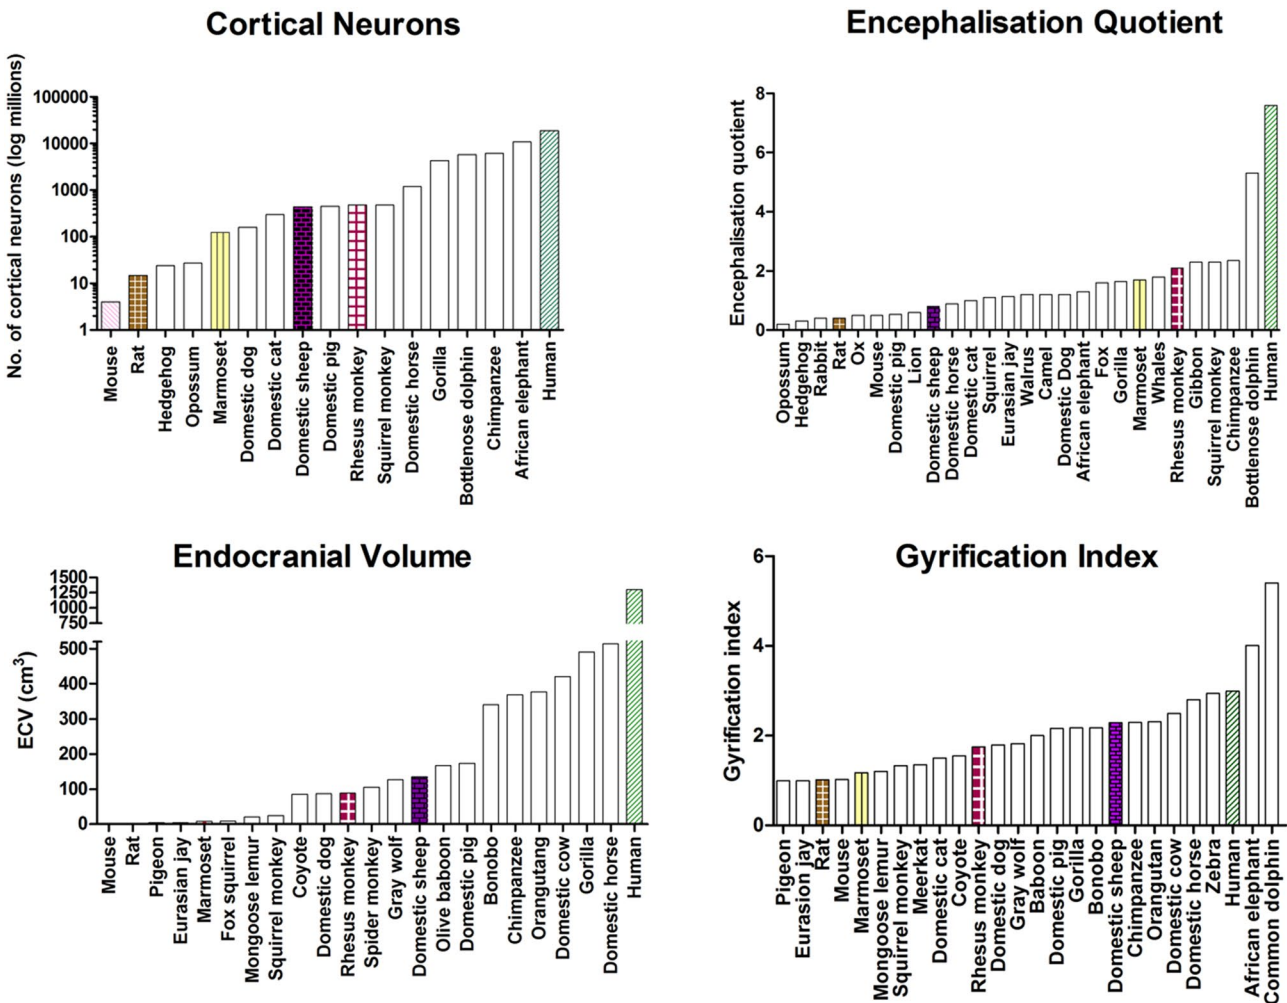 Cortical Neurons
No. of cortical neurons (log millions)
100000
10000
1000
100
10
1
Mouse
Rat
Hedgehog
Opossum
Marmoset
Domestic dog
Domestic cat
Domestic sheep
Domestic pig
Rhesus monkey
Squirrel monkey
Domestic horse
Gorilla
Bottlenose dolphin
Chimpanzee
African elephant
Human
Encephalisation Quotient
Encephalisation quotient
8
6
4
2
0
Opossum
Hedgehog
Rabbit
Rat
Ox
Mouse
Domestic pig
Lion
Domestic sheep
Domestic horse
Domestic cat
Squirrel
Eurasian jay
Walrus
Camel
Domestic Dog
African elephant
Fox
Gorilla
Marmoset
Whales
Rhesus monkey
Gibbon
Squirrel monkey
Chimpanzee
Bottlenose dolphin
Human
Endocranial Volume
ECV (cm³)
1500
1250
1000
750
500
400
300
200
100
0
Mouse
Rat
Pigeon
Eurasian jay
Marmoset
Fox squirrel
Mongoose lemur
Squirrel monkey
Coyote
Domestic dog
Rhesus monkey
Spider monkey
Gray wolf
Domestic sheep
Olive baboon
Domestic pig
Bonobo
Chimpanzee
Orangutang
Domestic cow
Gorilla
Domestic horse
Human
Gyrification Index
Gyrification index
6
4
2
0
Pigeon
Eurasion jay
Rat
Mouse
Marmoset
Mongoose lemur
Squirrel monkey
Meerkat
Domestic cat
Coyote
Rhesus monkey
Domestic dog
Gray wolf
Baboon
Domestic pig
Gorilla
Bonobo
Domestic sheep
Chimpanzee
Orangutan
Domestic cow
Domestic horse
Zebra
Human
African elephant
Common dolphin